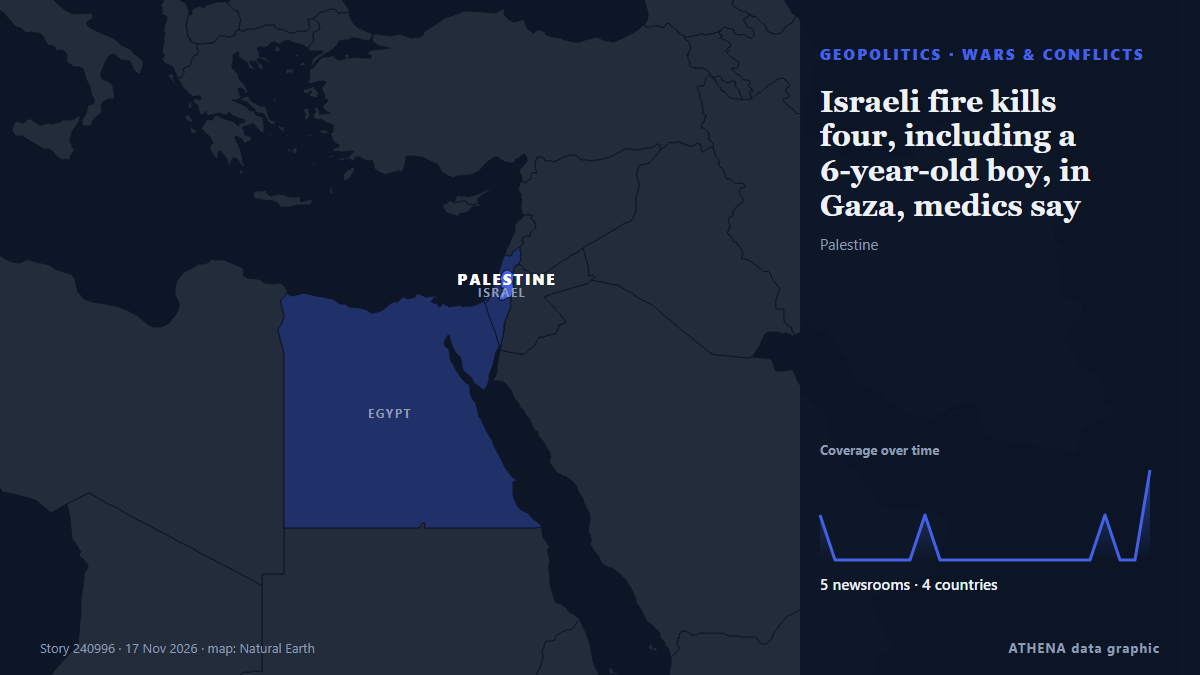 GEOPOLITICS · WARS & CONFLICTS
Israeli fire kills
four, including a
6-year-old boy, in
Gaza, medics say
Palestine
PALESTINE
ISRAEL
EGYPT
Coverage over time
5 newsrooms · 4 countries
Story 240996 · 17 Nov 2026 · map: Natural Earth
ATHENA data graphic